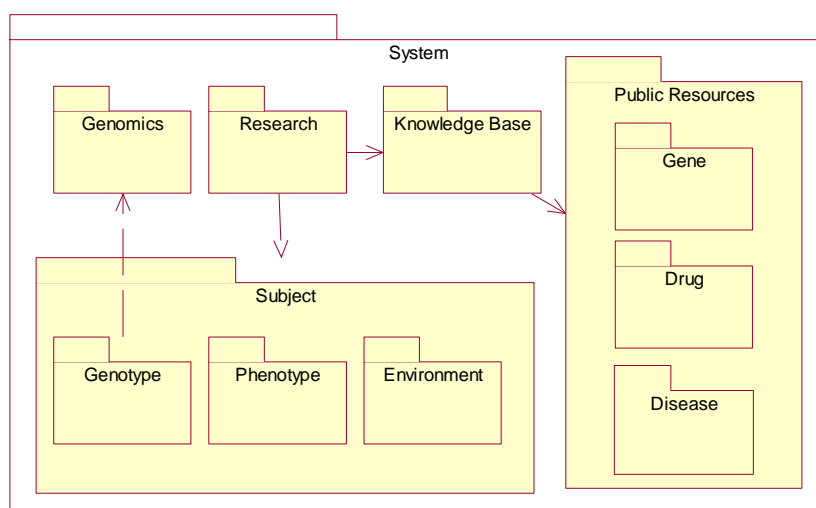 System
Genomics
Research
Knowledge Base
Public Resources
Gene
Drug
Disease
Subject
Genotype
Phenotype
Environment